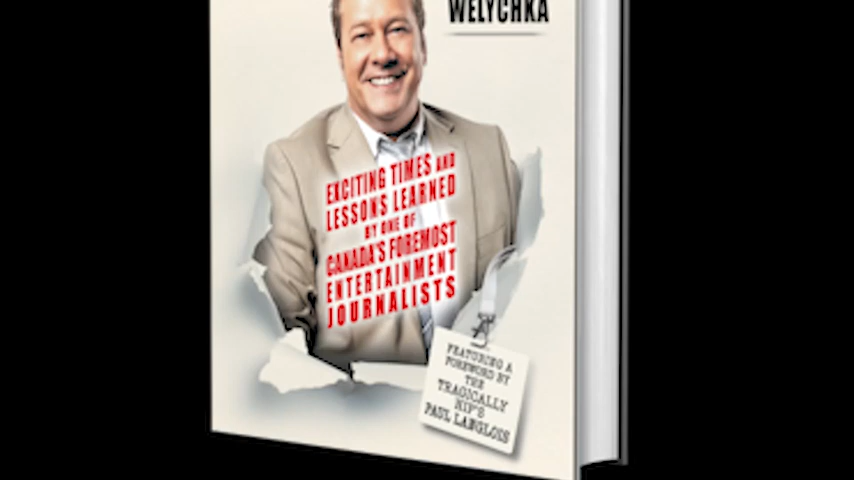 WELYCHKA
EXCITING TIMES AND
LESSONS LEARNED
BY ONE OF
CANADA'S FOREMOST
ENTERTAINMENT
JOURNALISTS
FEATURING A
FOREWORD BY
THE
TRAGICALLY
HIP'S
PAUL LANGLOIS